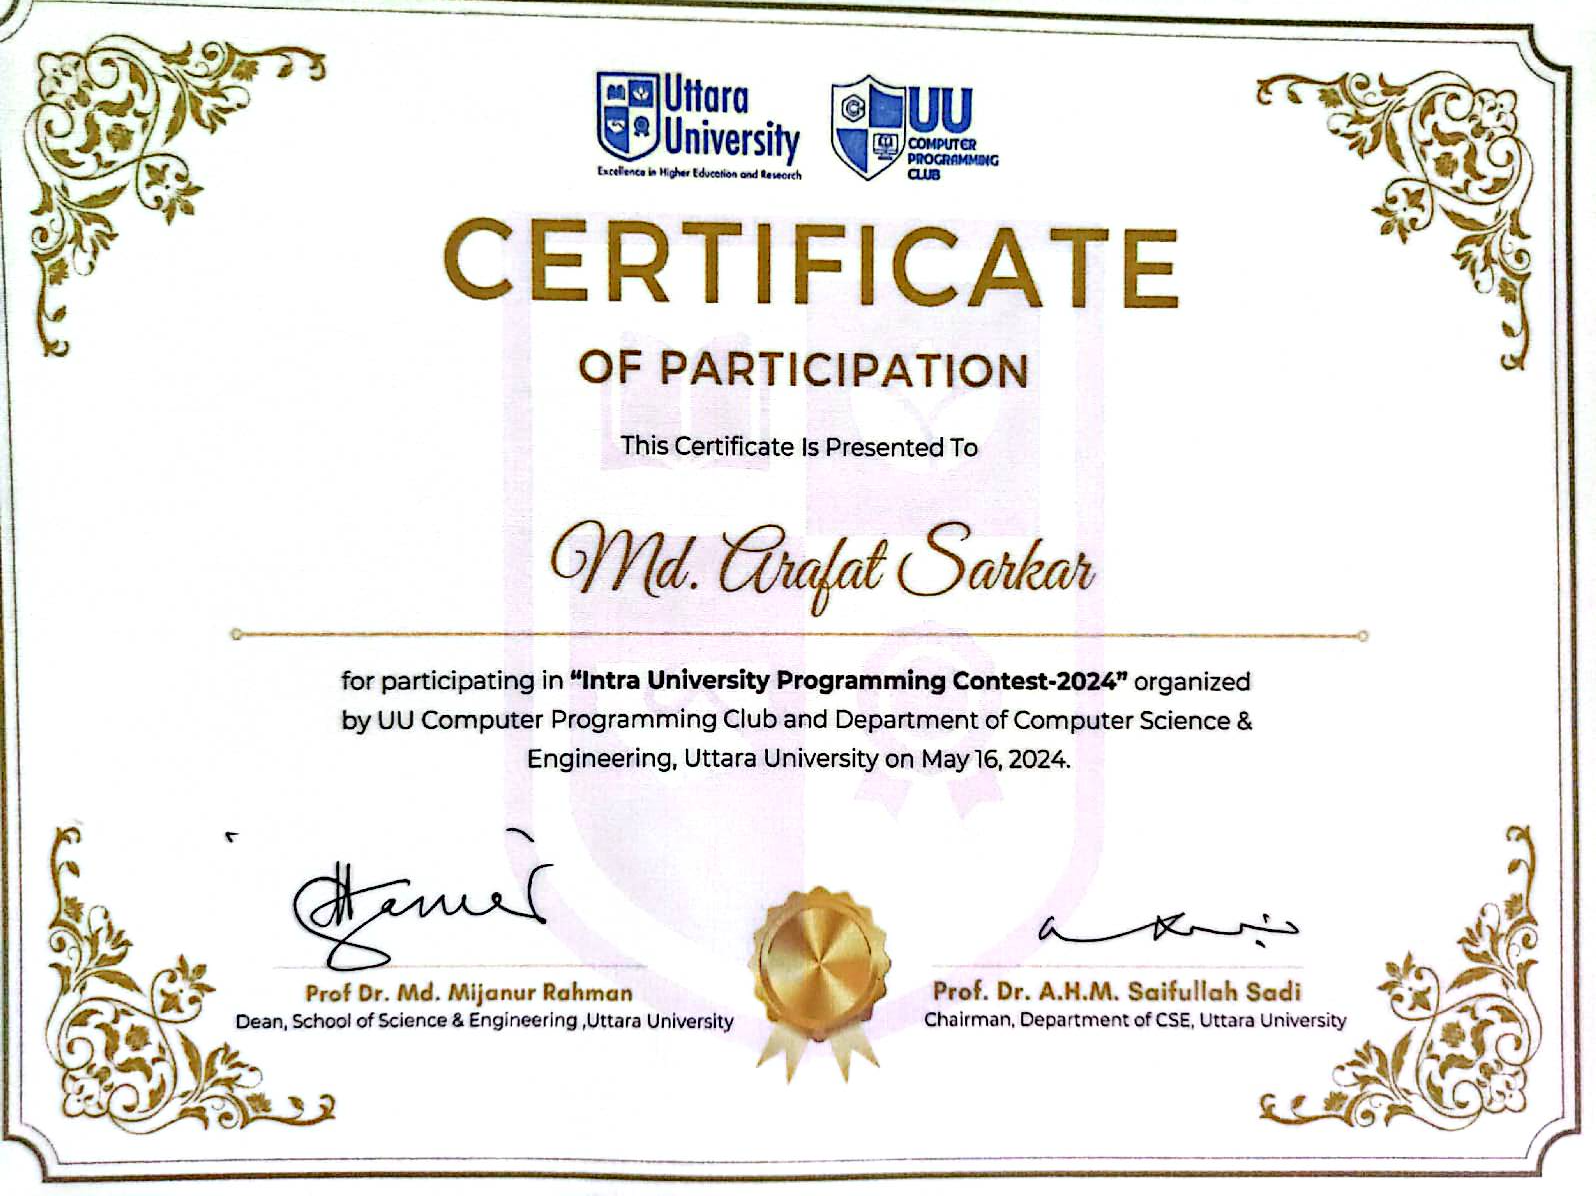 Uttara
University
Excellence in Higher Education and Research
UU
COMPUTER
PROGRAMMING
CLUB
CERTIFICATE
OF PARTICIPATION
This Certificate Is Presented To
Md. Arafat Sarkar
for participating in “Intra University Programming Contest-2024” organized
by UU Computer Programming Club and Department of Computer Science &
Engineering, Uttara University on May 16, 2024.
Prof Dr. Md. Mijanur Rahman
Dean, School of Science & Engineering ,Uttara University
Prof. Dr. A.H.M. Saifullah Sadi
Chairman, Department of CSE, Uttara University